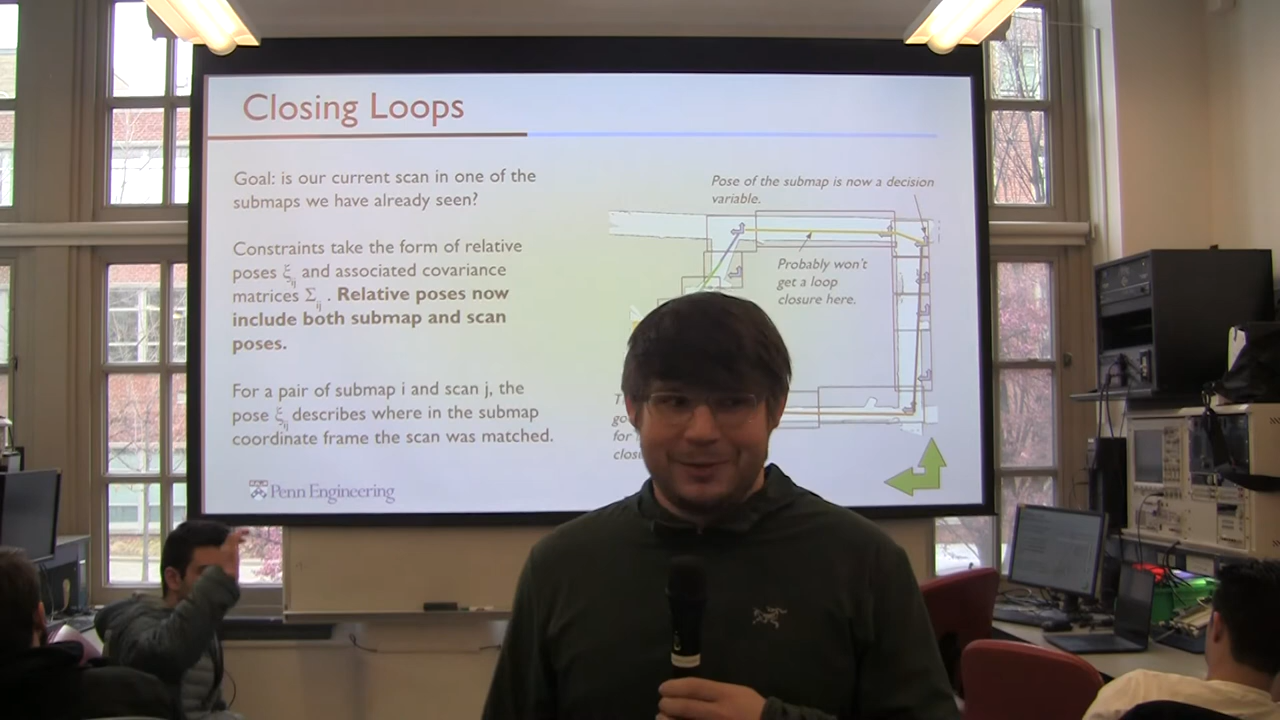 Closing Loops
Goal: is our current scan in one of the
submaps we have already seen?
Constraints take the form of relative
poses ξij and associated covariance
matrices Σij . Relative poses now
include both submap and scan
poses.
For a pair of submap i and scan j, the
pose ξij describes where in the submap
coordinate frame the scan was matched.
Penn Engineering
Pose of the submap is now a decision
variable.
Probably won't
get a loop
closure here.
for